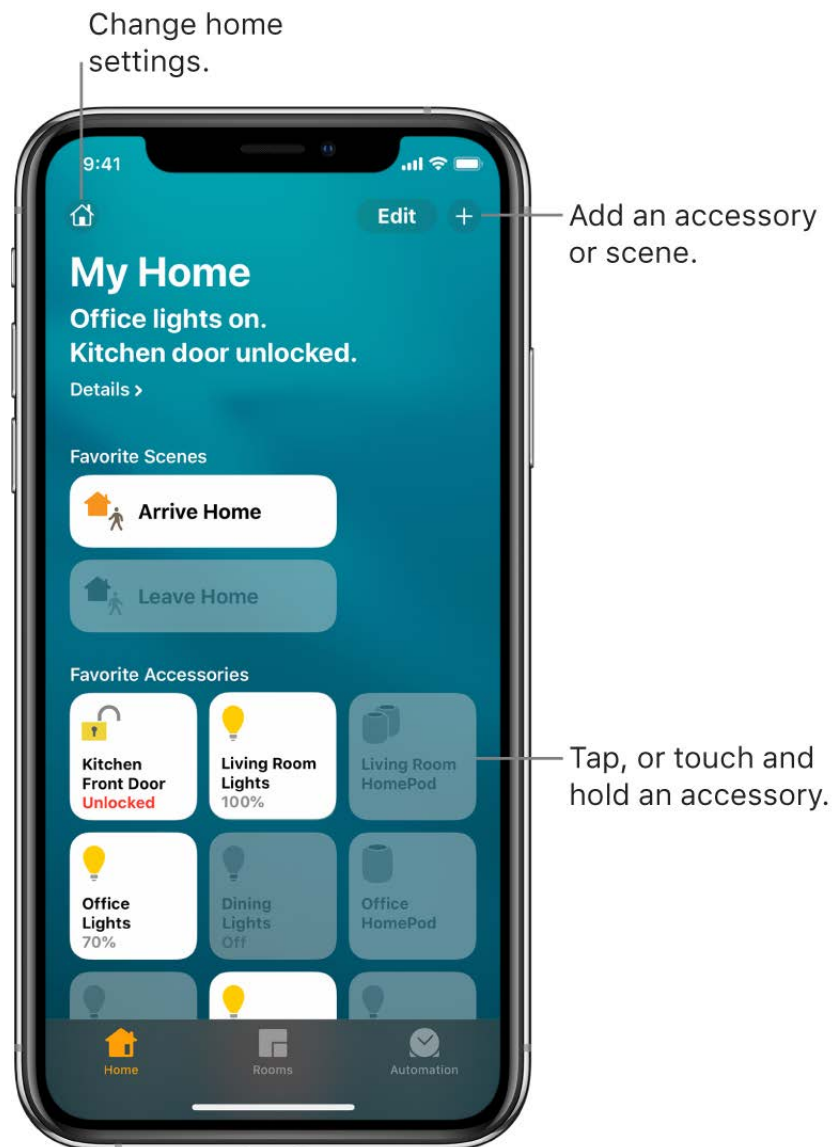 Change home
settings.
9:41
Edit
Add an accessory
or scene.
My Home
Office lights on.
Kitchen door unlocked.
Details >
Favorite Scenes
Arrive Home
Leave Home
Favorite Accessories
Kitchen
Front Door
Unlocked
Living Room
Lights
100%
Living Room
HomePod
Tap, or touch and
hold an accessory.
Office
Lights
70%
Dining
Lights
Off
Office
HomePod
Home
Rooms
Automation